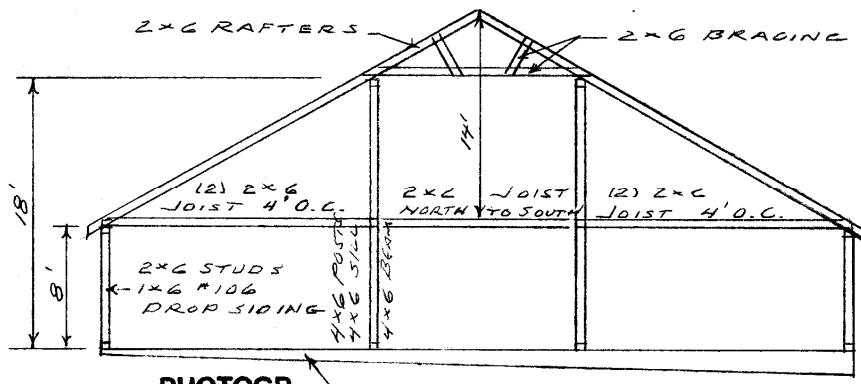 2×6 RAFTERS
2×6 BRACING
14'
18'
(2) 2×6
JOIST 4' O.C.
2×6 JOIST
NORTH TO SOUTH
(2) 2×6
JOIST 4' O.C.
8'
2×6 STUDS
1×6 #106
DROP SIDING
4×6 POSTS
4×6 SILL
4×6 BEAM